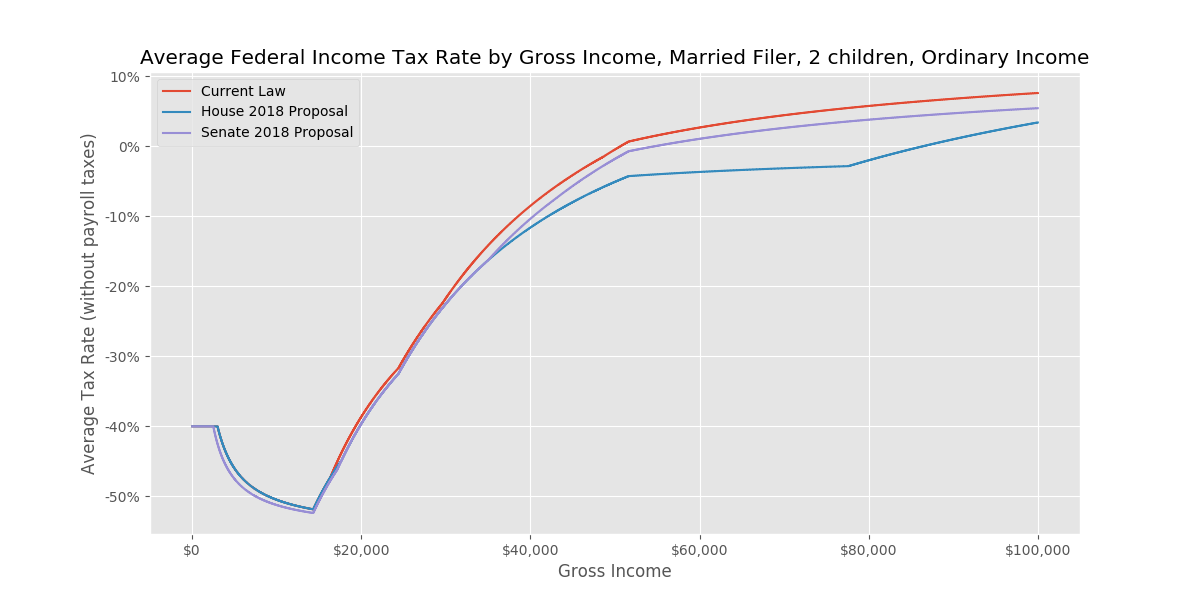 Average Federal Income Tax Rate by Gross Income, Married Filer, 2 children, Ordinary Income
Current Law
House 2018 Proposal
Senate 2018 Proposal
Average Tax Rate (without payroll taxes)
10%
0%
-10%
-20%
-30%
-40%
-50%
$0
$20,000
$40,000
$60,000
$80,000
$100,000
Gross Income